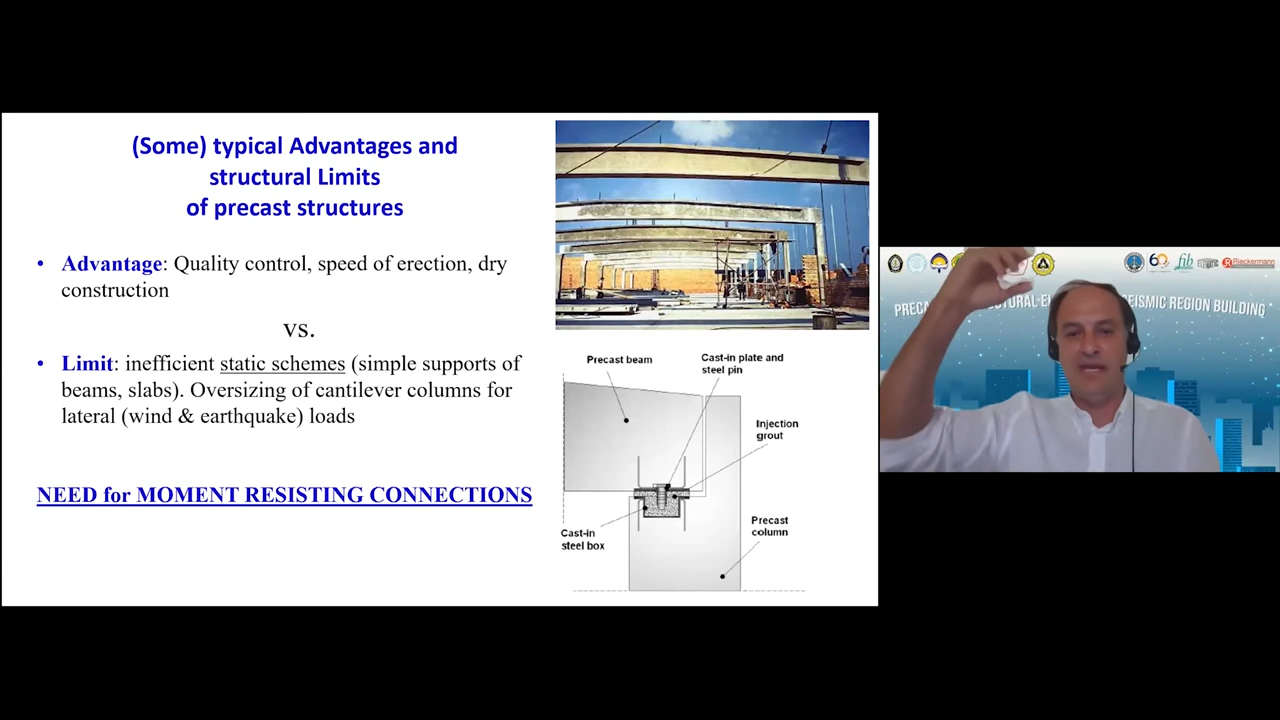 (Some) typical Advantages and
structural Limits
of precast structures
• Advantage: Quality control, speed of erection, dry
construction
vs.
• Limit: inefficient static schemes (simple supports of
beams, slabs). Oversizing of cantilever columns for
lateral (wind & earthquake) loads
NEED for MOMENT RESISTING CONNECTIONS
Precast beam
Cast-in plate and
steel pin
Injection
grout
Cast-in
steel box
Precast
column
60
fib
Rieckermann
SEISMIC REGION BUILDING